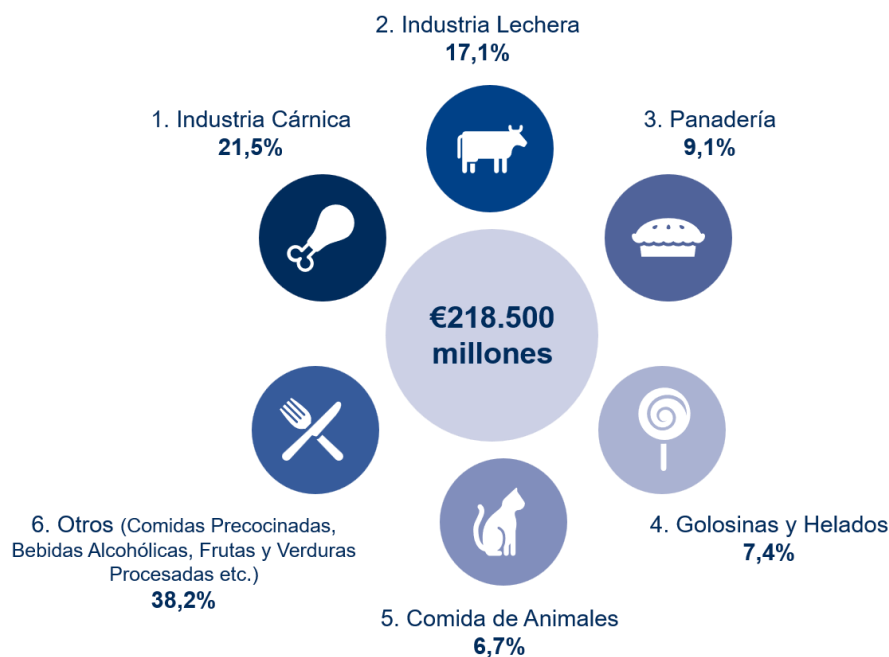 2. Industria Lechera
17,1%
1. Industria Cárnica
21,5%
3. Panadería
9,1%
€218.500
millones
6. Otros (Comidas Precocinadas,
Bebidas Alcohólicas, Frutas y Verduras
Procesadas etc.)
38,2%
4. Golosinas y Helados
7,4%
5. Comida de Animales
6,7%